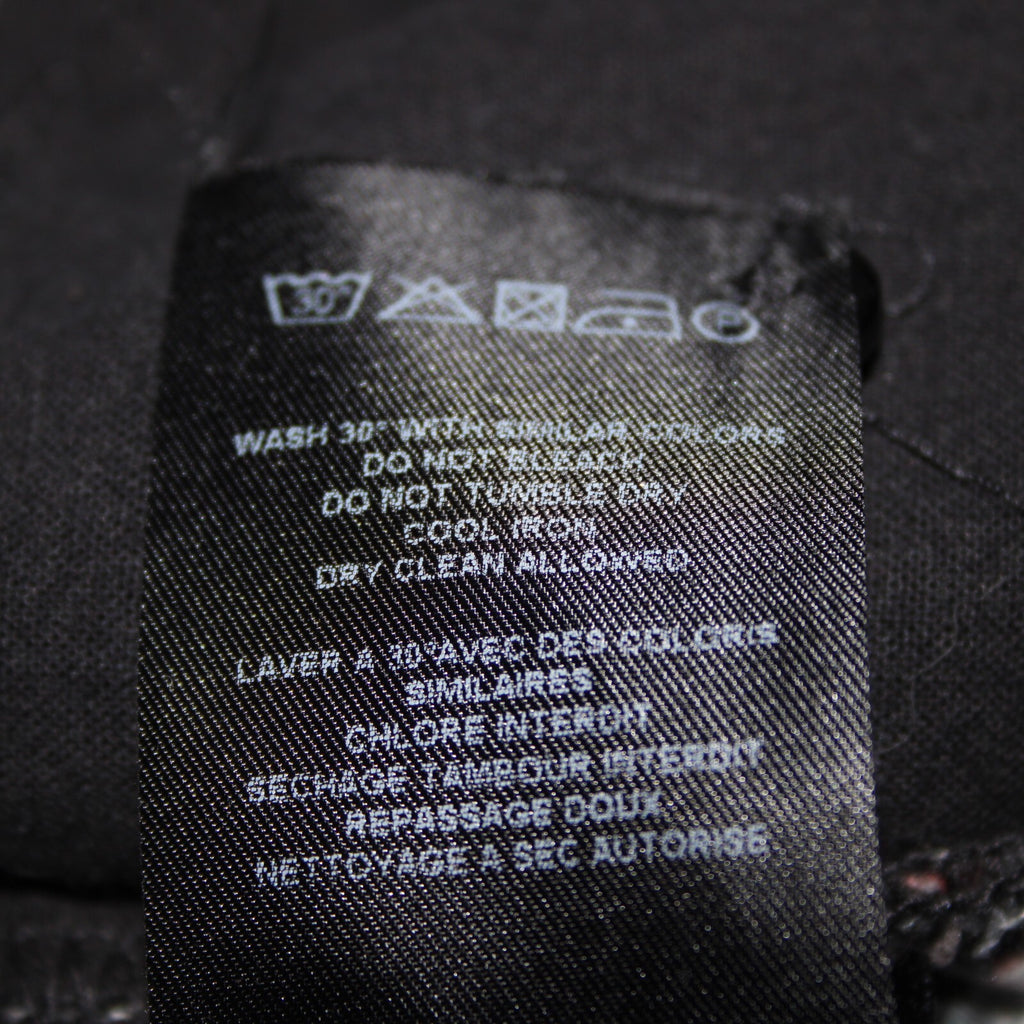 30°
P
WASH 30° WITH SIMILAR COLORS
DO NOT BLEACH
DO NOT TUMBLE DRY
COOL IRON
DRY CLEAN ALLOWED
LAVER A 30°AVEC DES COLORIS
SIMILAIRES
CHLORE INTERDIT
SECHAGE TAMBOUR INTERDIT
REPASSAGE DOUX
NETTOYAGE A SEC AUTORISE